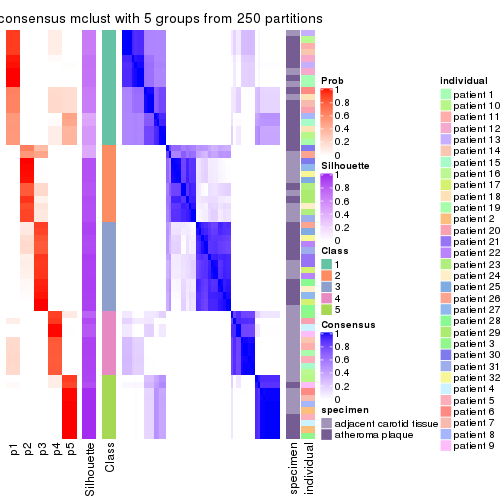 consensus mclust with 5 groups from 250 partitions
p1
p2
p3
p4
p5
Silhouette
Class
specimen
individual
Prob
1
0.8
0.6
0.4
0.2
0
Silhouette
1
0.8
0.6
0.4
0.2
0
Class
1
2
3
4
5
Consensus
1
0.8
0.6
0.4
0.2
0
specimen
adjacent carotid tissue
atheroma plaque
individual
patient 1
patient 10
patient 11
patient 12
patient 13
patient 14
patient 15
patient 16
patient 17
patient 18
patient 19
patient 2
patient 20
patient 21
patient 22
patient 23
patient 24
patient 25
patient 26
patient 27
patient 28
patient 29
patient 3
patient 30
patient 31
patient 32
patient 4
patient 5
patient 6
patient 7
patient 8
patient 9